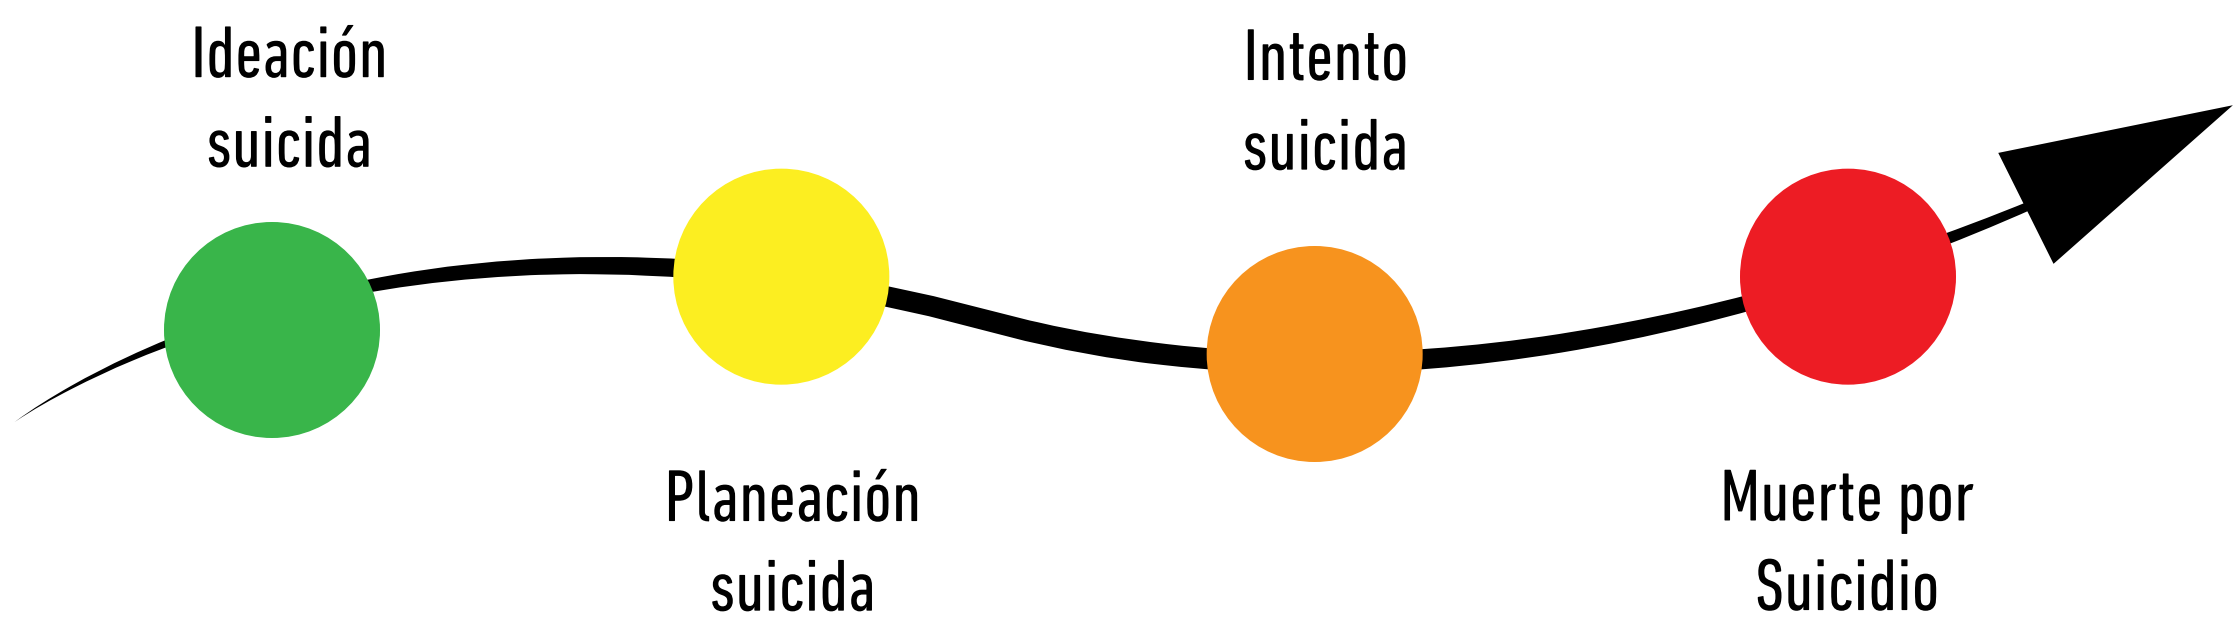 Ideación
suicida
Planeación
suicida
Intento
suicida
Muerte por
Suicidio